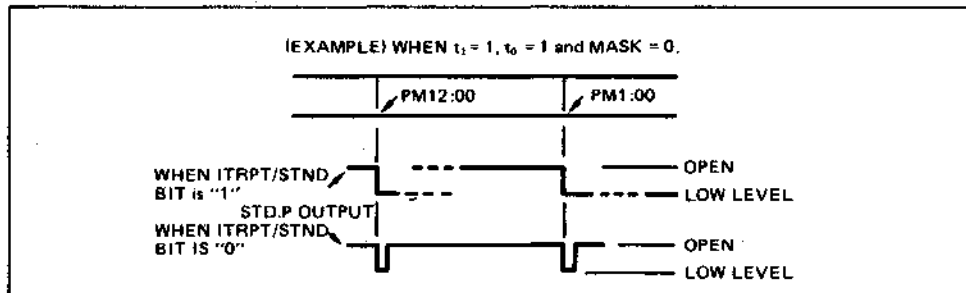 (EXAMPLE) WHEN t₁ = 1, t₀ = 1 and MASK = 0.
PM12:00 PM1:00
WHEN ITRPT/STND
BIT is "1"
OPEN
LOW LEVEL
STD.P OUTPUT
WHEN ITRPT/STND
BIT IS "0"
OPEN
LOW LEVEL